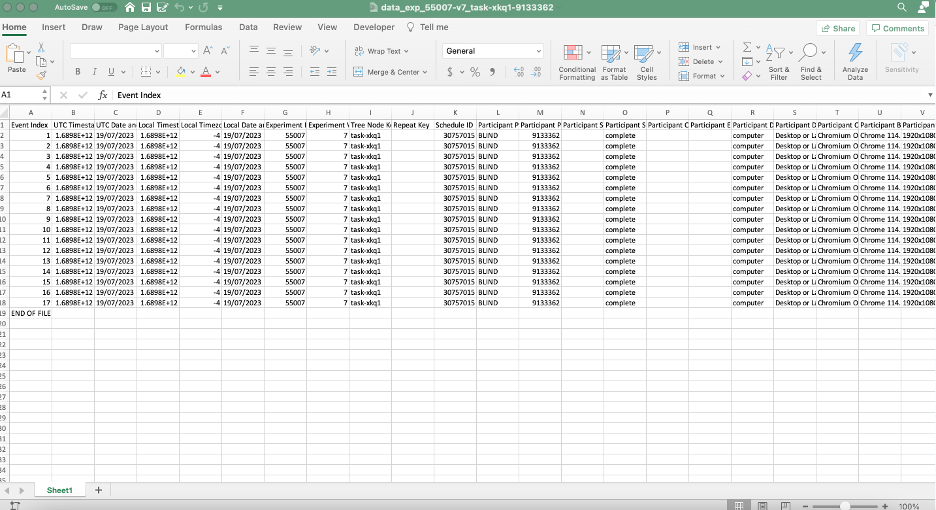 AutoSave OFF data_exp_55007-v7_task-xkq1-9133362
Home Insert Draw Page Layout Formulas Data Review View Developer Tell me Share Comments
Paste B I U A A A ab Wrap Text Merge & Center General $ % Conditional Formatting Format as Table Cell Styles Insert Delete Format Sort & Filter Find & Select Analyze Data Sensitivity
A1 fx Event Index
A B C D E F G H I J K L M N O P Q R S T U V
1 Event Index UTC Timesta UTC Date an Local Timest Local Timezo Local Date a Experiment Experiment Tree Node K Repeat Key Schedule ID Participant P Participant P Participant S Participant S Participant C Participant E Participant D Participant D Participant C Participant B Participan
2 1 1.6898E+12 19/07/2023 1.6898E+12 -4 19/07/2023 55007 7 task-xkq1 30757015 BLIND 9133362 complete computer Desktop or La Chromium O Chrome 114. 1920x1080
3 2 1.6898E+12 19/07/2023 1.6898E+12 -4 19/07/2023 55007 7 task-xkq1 30757015 BLIND 9133362 complete computer Desktop or La Chromium O Chrome 114. 1920x1080
4 3 1.6898E+12 19/07/2023 1.6898E+12 -4 19/07/2023 55007 7 task-xkq1 30757015 BLIND 9133362 complete computer Desktop or La Chromium O Chrome 114. 1920x1080
5 4 1.6898E+12 19/07/2023 1.6898E+12 -4 19/07/2023 55007 7 task-xkq1 30757015 BLIND 9133362 complete computer Desktop or La Chromium O Chrome 114. 1920x1080
6 5 1.6898E+12 19/07/2023 1.6898E+12 -4 19/07/2023 55007 7 task-xkq1 30757015 BLIND 9133362 complete computer Desktop or La Chromium O Chrome 114. 1920x1080
7 6 1.6898E+12 19/07/2023 1.6898E+12 -4 19/07/2023 55007 7 task-xkq1 30757015 BLIND 9133362 complete computer Desktop or La Chromium O Chrome 114. 1920x1080
8 7 1.6898E+12 19/07/2023 1.6898E+12 -4 19/07/2023 55007 7 task-xkq1 30757015 BLIND 9133362 complete computer Desktop or La Chromium O Chrome 114. 1920x1080
9 8 1.6898E+12 19/07/2023 1.6898E+12 -4 19/07/2023 55007 7 task-xkq1 30757015 BLIND 9133362 complete computer Desktop or La Chromium O Chrome 114. 1920x1080
10 9 1.6898E+12 19/07/2023 1.6898E+12 -4 19/07/2023 55007 7 task-xkq1 30757015 BLIND 9133362 complete computer Desktop or La Chromium O Chrome 114. 1920x1080
11 10 1.6898E+12 19/07/2023 1.6898E+12 -4 19/07/2023 55007 7 task-xkq1 30757015 BLIND 9133362 complete computer Desktop or La Chromium O Chrome 114. 1920x1080
12 11 1.6898E+12 19/07/2023 1.6898E+12 -4 19/07/2023 55007 7 task-xkq1 30757015 BLIND 9133362 complete computer Desktop or La Chromium O Chrome 114. 1920x1080
13 12 1.6898E+12 19/07/2023 1.6898E+12 -4 19/07/2023 55007 7 task-xkq1 30757015 BLIND 9133362 complete computer Desktop or La Chromium O Chrome 114. 1920x1080
14 13 1.6898E+12 19/07/2023 1.6898E+12 -4 19/07/2023 55007 7 task-xkq1 30757015 BLIND 9133362 complete computer Desktop or La Chromium O Chrome 114. 1920x1080
15 14 1.6898E+12 19/07/2023 1.6898E+12 -4 19/07/2023 55007 7 task-xkq1 30757015 BLIND 9133362 complete computer Desktop or La Chromium O Chrome 114. 1920x1080
16 15 1.6898E+12 19/07/2023 1.6898E+12 -4 19/07/2023 55007 7 task-xkq1 30757015 BLIND 9133362 complete computer Desktop or La Chromium O Chrome 114. 1920x1080
17 16 1.6898E+12 19/07/2023 1.6898E+12 -4 19/07/2023 55007 7 task-xkq1 30757015 BLIND 9133362 complete computer Desktop or La Chromium O Chrome 114. 1920x1080
18 17 1.6898E+12 19/07/2023 1.6898E+12 -4 19/07/2023 55007 7 task-xkq1 30757015 BLIND 9133362 complete computer Desktop or La Chromium O Chrome 114. 1920x1080
19 END OF FILE
20
21
22
23
24
25
26
27
28
29
30
31
32
33
34
35
Sheet1 +
- + 100%